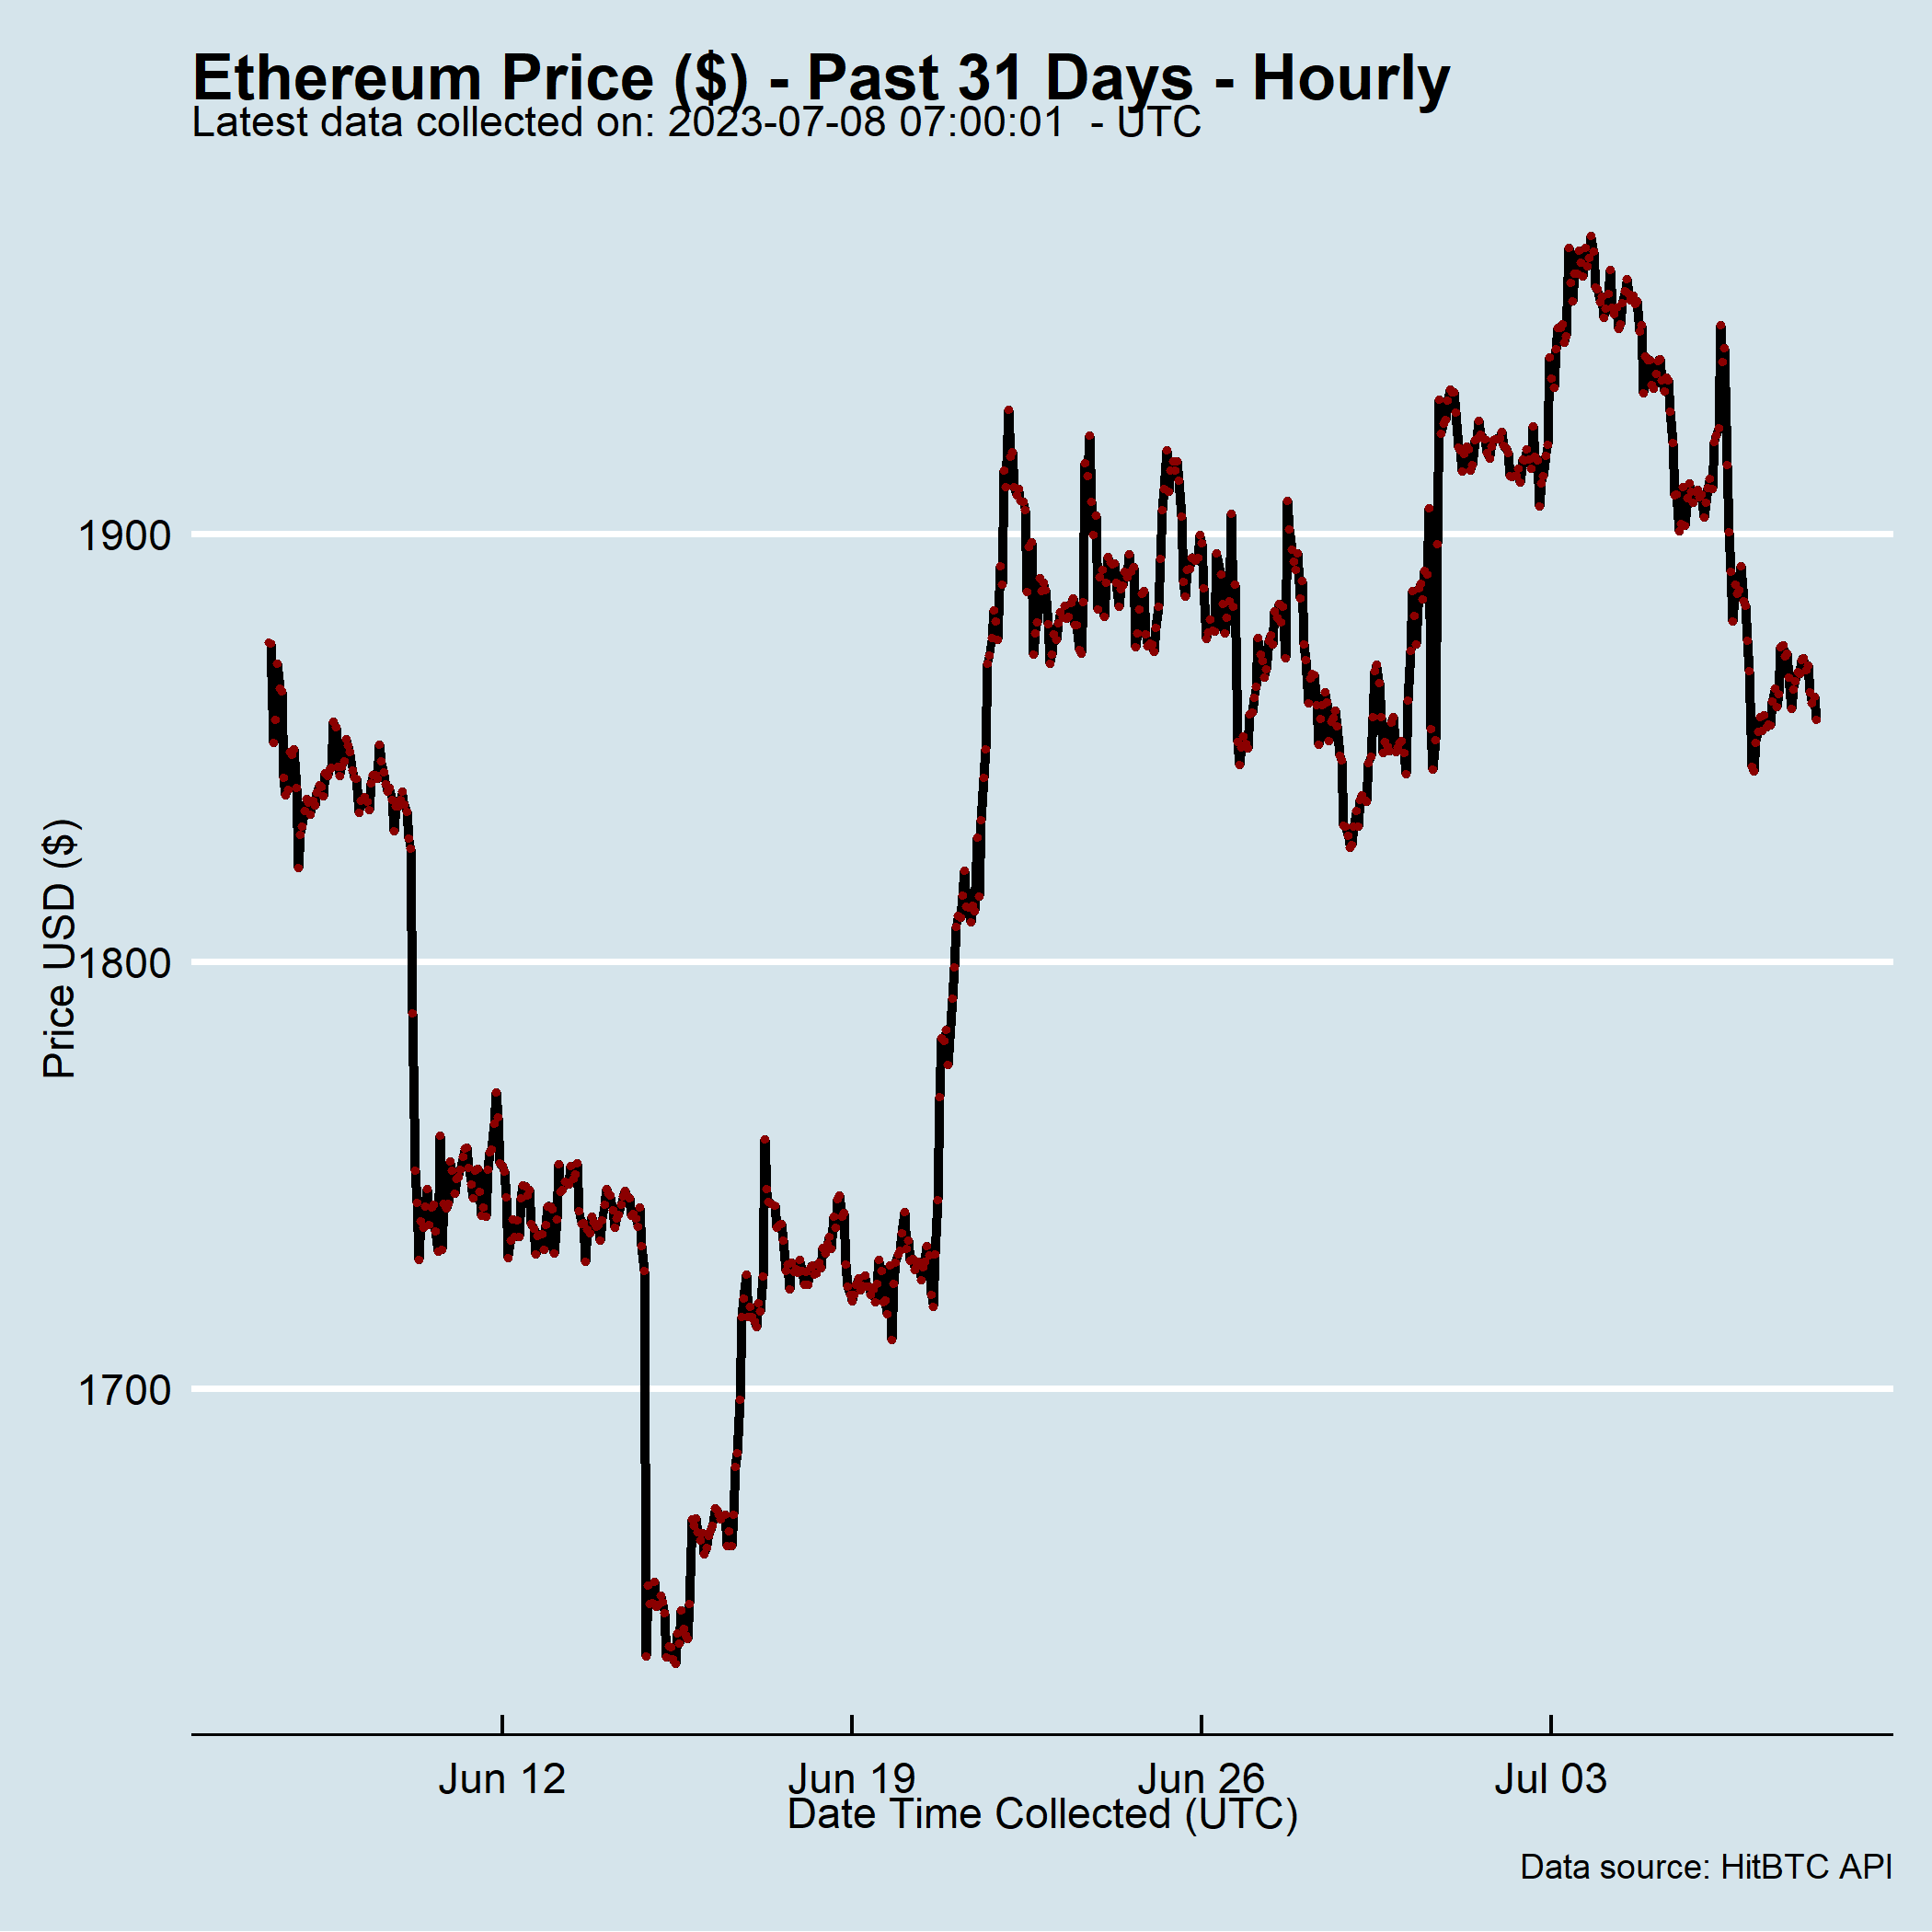 Ethereum Price ($) - Past 31 Days - Hourly
Latest data collected on: 2023-07-08 07:00:01  - UTC
Price USD ($)
1900
1800
1700
Jun 12
Jun 19
Jun 26
Jul 03
Date Time Collected (UTC)
Data source: HitBTC API